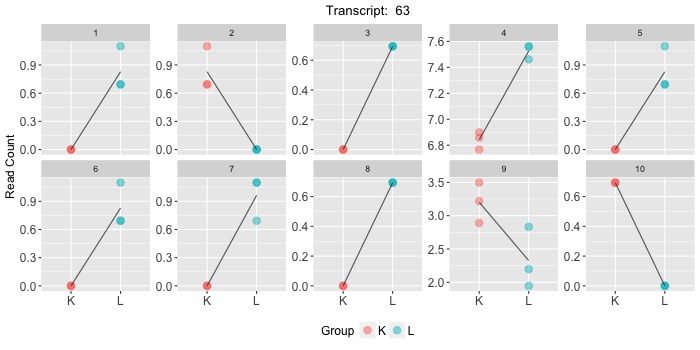 Transcript: 63
1 2 3 4 5
0.9 0.6 0.3 0.0
0.9 0.6 0.3 0.0
0.6 0.4 0.2 0.0
7.6 7.4 7.2 7.0 6.8
0.9 0.6 0.3 0.0
Read Count
6 7 8 9 10
0.9 0.6 0.3 0.0
0.9 0.6 0.3 0.0
0.6 0.4 0.2 0.0
3.5 3.0 2.5 2.0
0.6 0.4 0.2 0.0
K L K L K L K L K L
Group K L